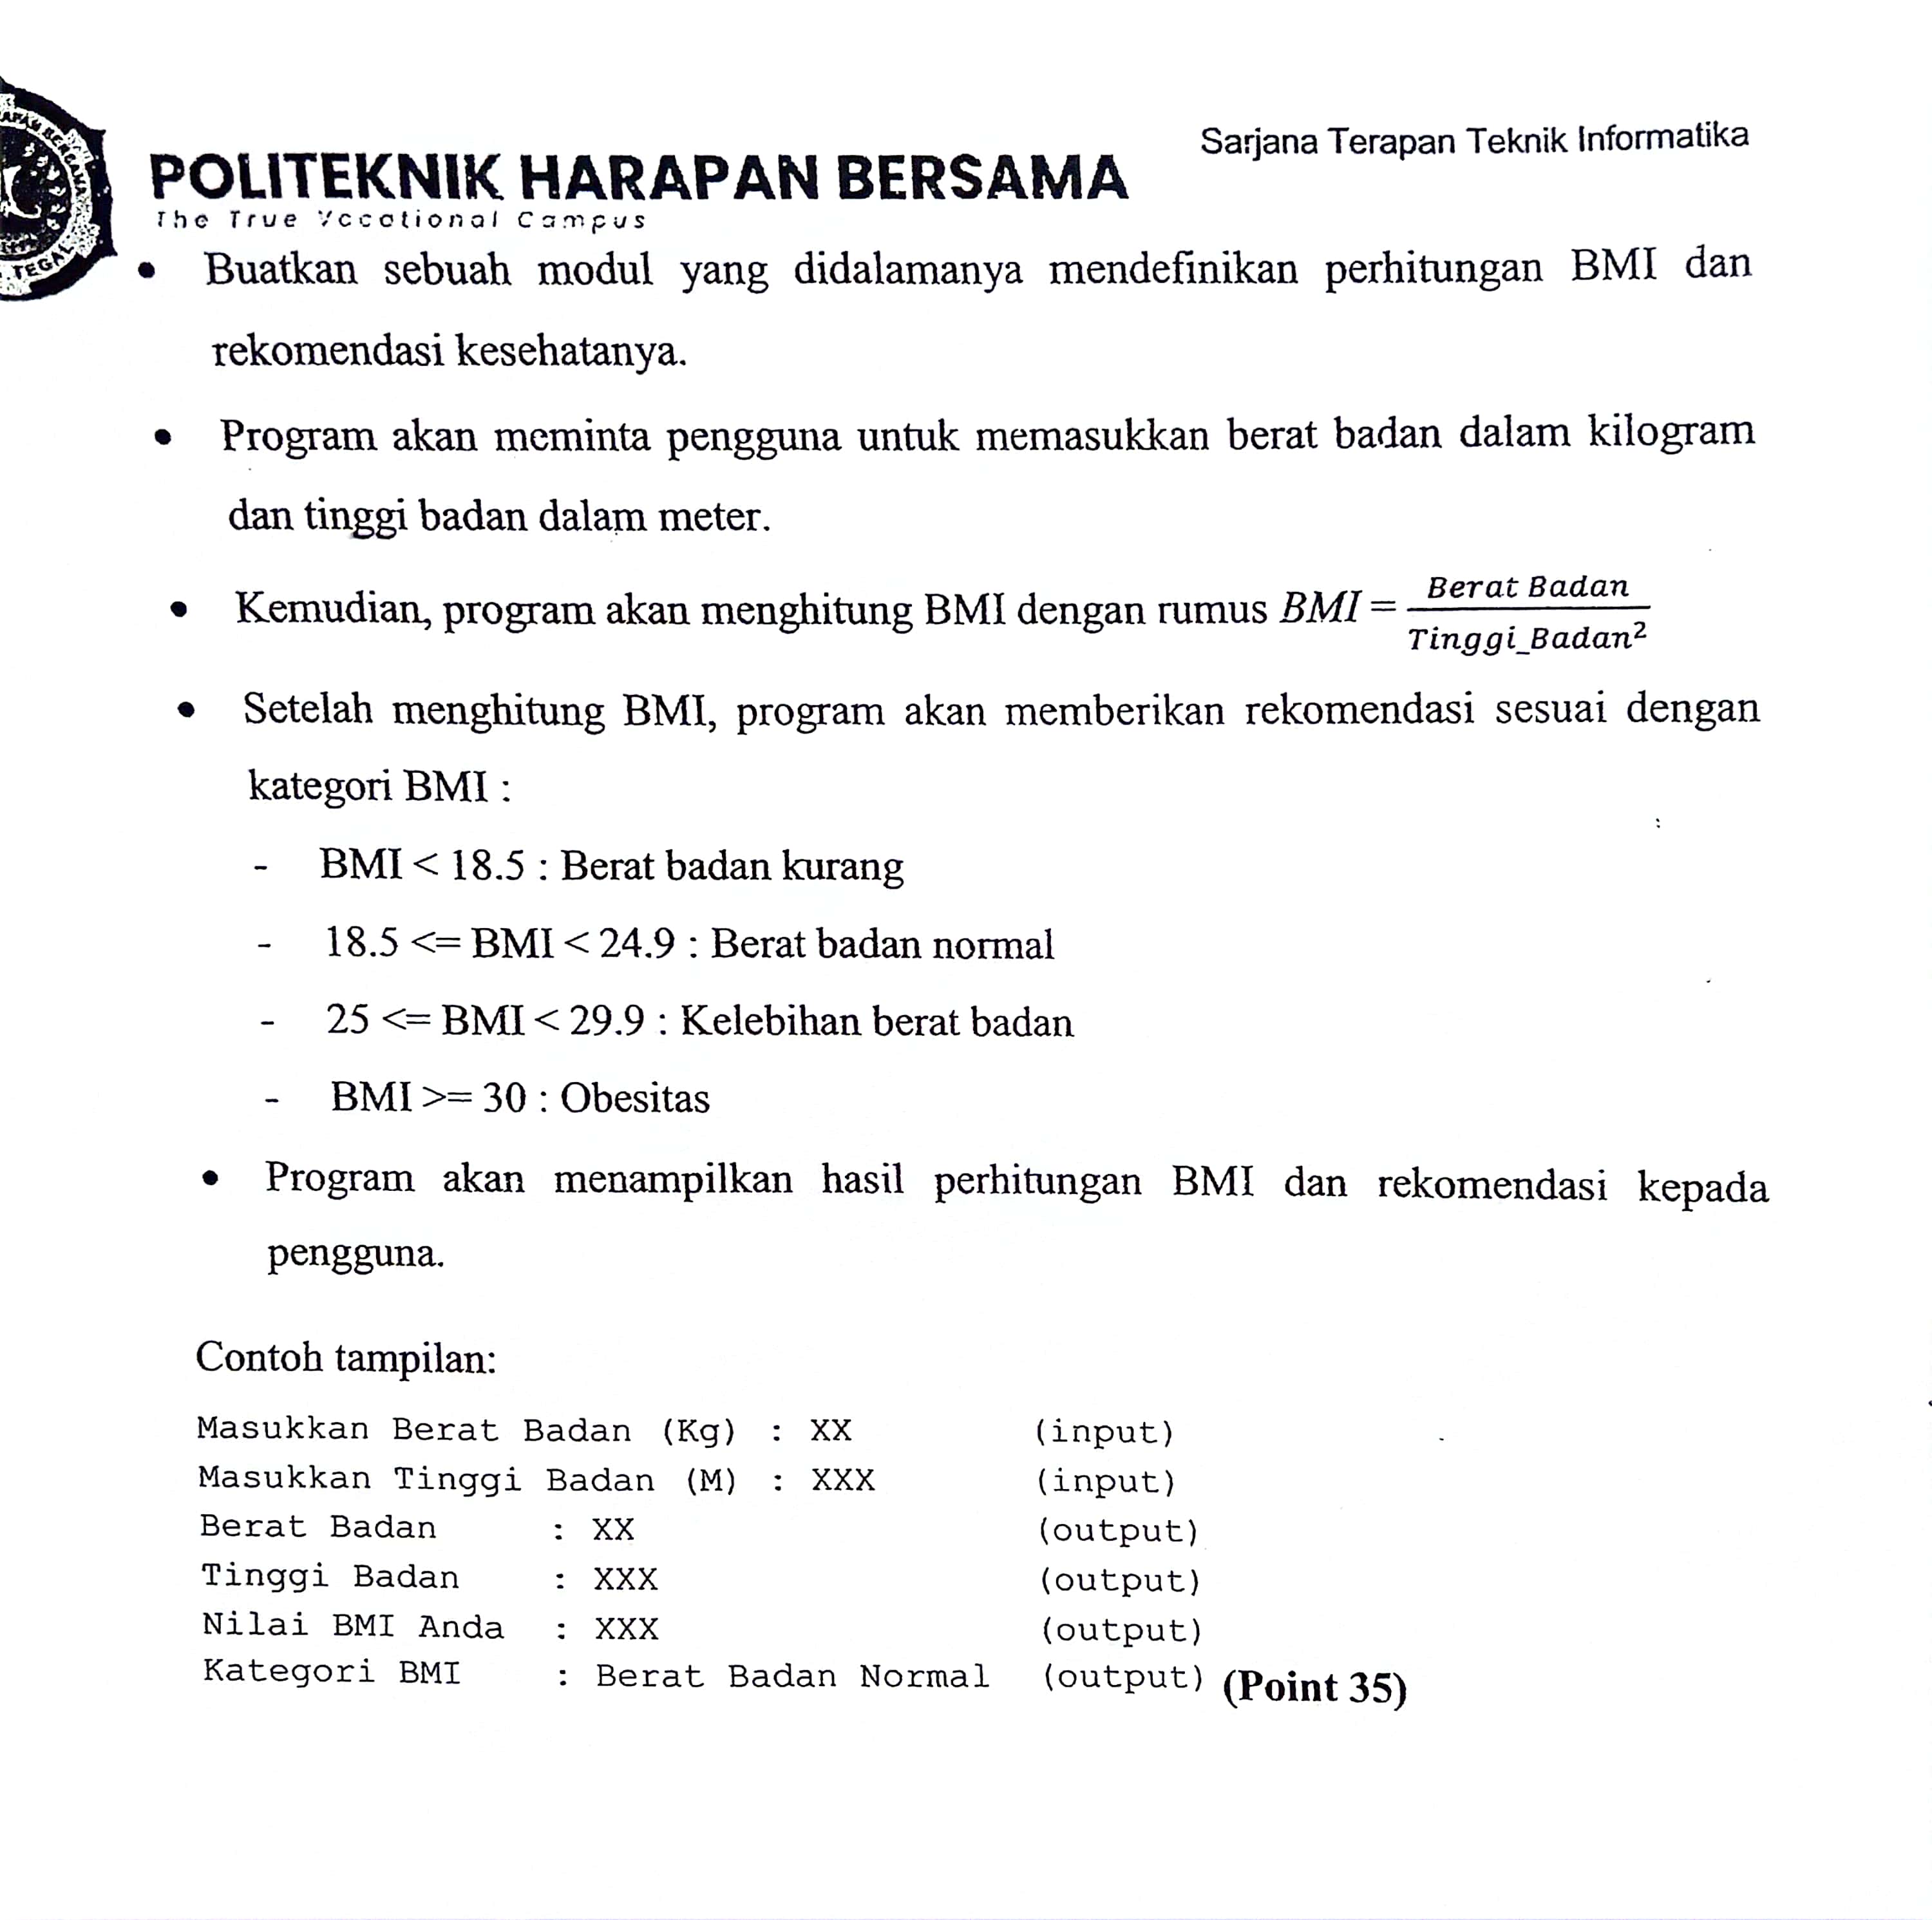 Sarjana Terapan Teknik Informatika
POLITEKNIK HARAPAN BERSAMA
The True Vocational Campus
TEGAL
• Buatkan sebuah modul yang didalamanya mendefinikan perhitungan BMI dan
rekomendasi kesehatanya.
• Program akan meminta pengguna untuk memasukkan berat badan dalam kilogram
dan tinggi badan dalam meter.
• Kemudian, program akan menghitung BMI dengan rumus BMI = Berat Badan / Tinggi_Badan²
• Setelah menghitung BMI, program akan memberikan rekomendasi sesuai dengan
kategori BMI :
- BMI < 18.5 : Berat badan kurang
- 18.5 <= BMI < 24.9 : Berat badan normal
- 25 <= BMI < 29.9 : Kelebihan berat badan
- BMI >= 30 : Obesitas
• Program akan menampilkan hasil perhitungan BMI dan rekomendasi kepada
pengguna.
Contoh tampilan:
Masukkan Berat Badan (Kg) : XX (input)
Masukkan Tinggi Badan (M) : XXX (input)
Berat Badan : XX (output)
Tinggi Badan : XXX (output)
Nilai BMI Anda : XXX (output)
Kategori BMI : Berat Badan Normal (output) (Point 35)